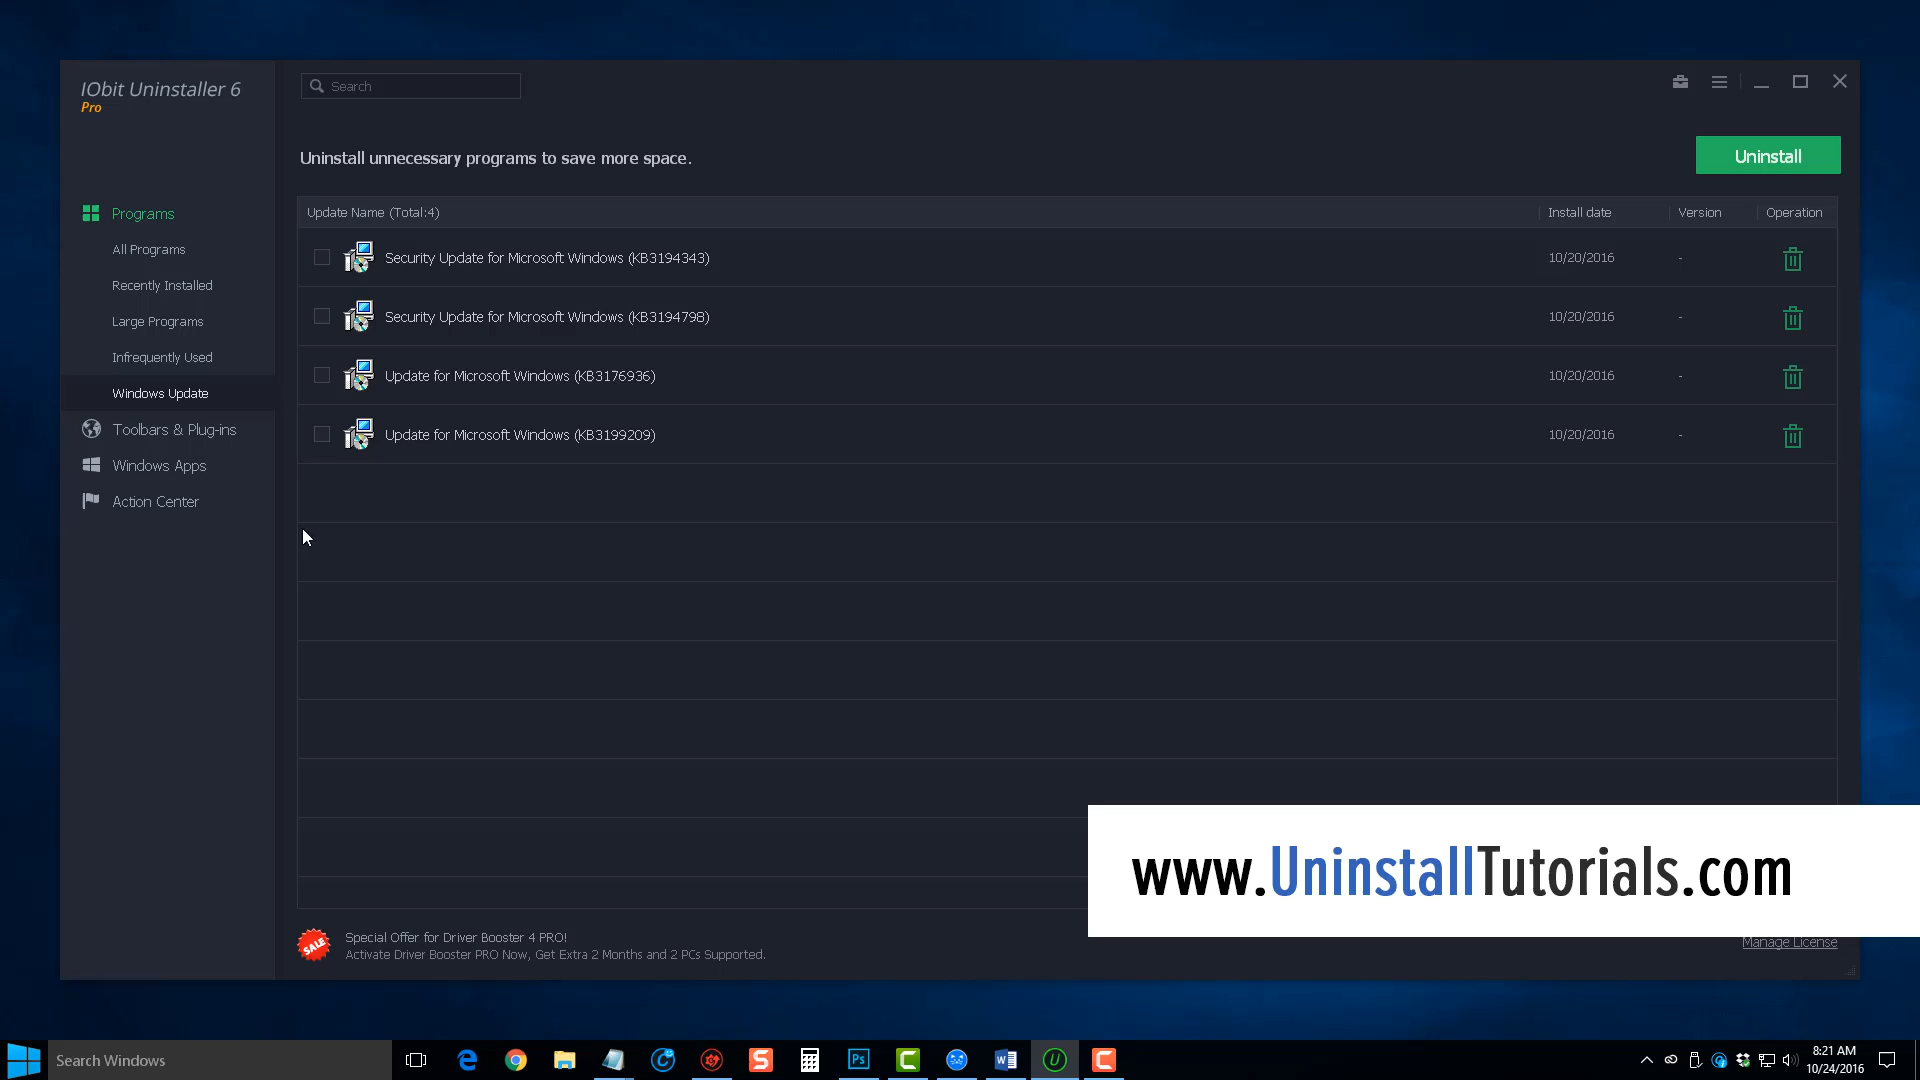 IObit Uninstaller 6
Pro
Search
Uninstall unnecessary programs to save more space.
Uninstall
Programs
All Programs
Recently Installed
Large Programs
Infrequently Used
Windows Update
Toolbars & Plug-ins
Windows Apps
Action Center
Update Name (Total:4) Install date Version Operation
Security Update for Microsoft Windows (KB3194343) 10/20/2016 -
Security Update for Microsoft Windows (KB3194798) 10/20/2016 -
Update for Microsoft Windows (KB3176936) 10/20/2016 -
Update for Microsoft Windows (KB3199209) 10/20/2016 -
www.UninstallTutorials.com
SALE
Special Offer for Driver Booster 4 PRO!
Activate Driver Booster PRO Now, Get Extra 2 Months and 2 PCs Supported.
Manage License
Search Windows
Ps
8:21 AM
10/24/2016